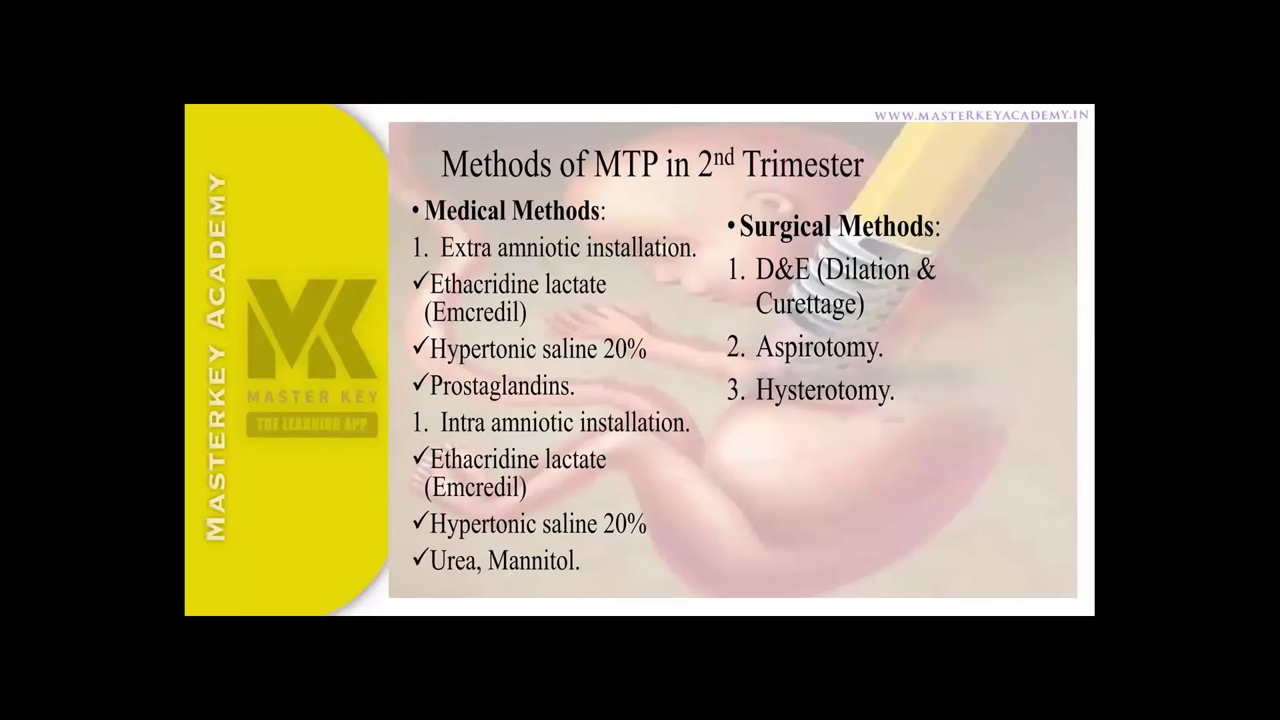 WWW.MASTERKEYACADEMY.IN
MASTERKEY ACADEMY
MK
MASTER KEY
THE LEARNING APP
Methods of MTP in 2nd Trimester
• Medical Methods:
1. Extra amniotic installation.
✓Ethacridine lactate
(Emcredil)
✓Hypertonic saline 20%
✓Prostaglandins.
1. Intra amniotic installation.
✓Ethacridine lactate
(Emcredil)
✓Hypertonic saline 20%
✓Urea, Mannitol.
• Surgical Methods:
1. D&E (Dilation &
Curettage)
2. Aspirotomy.
3. Hysterotomy.